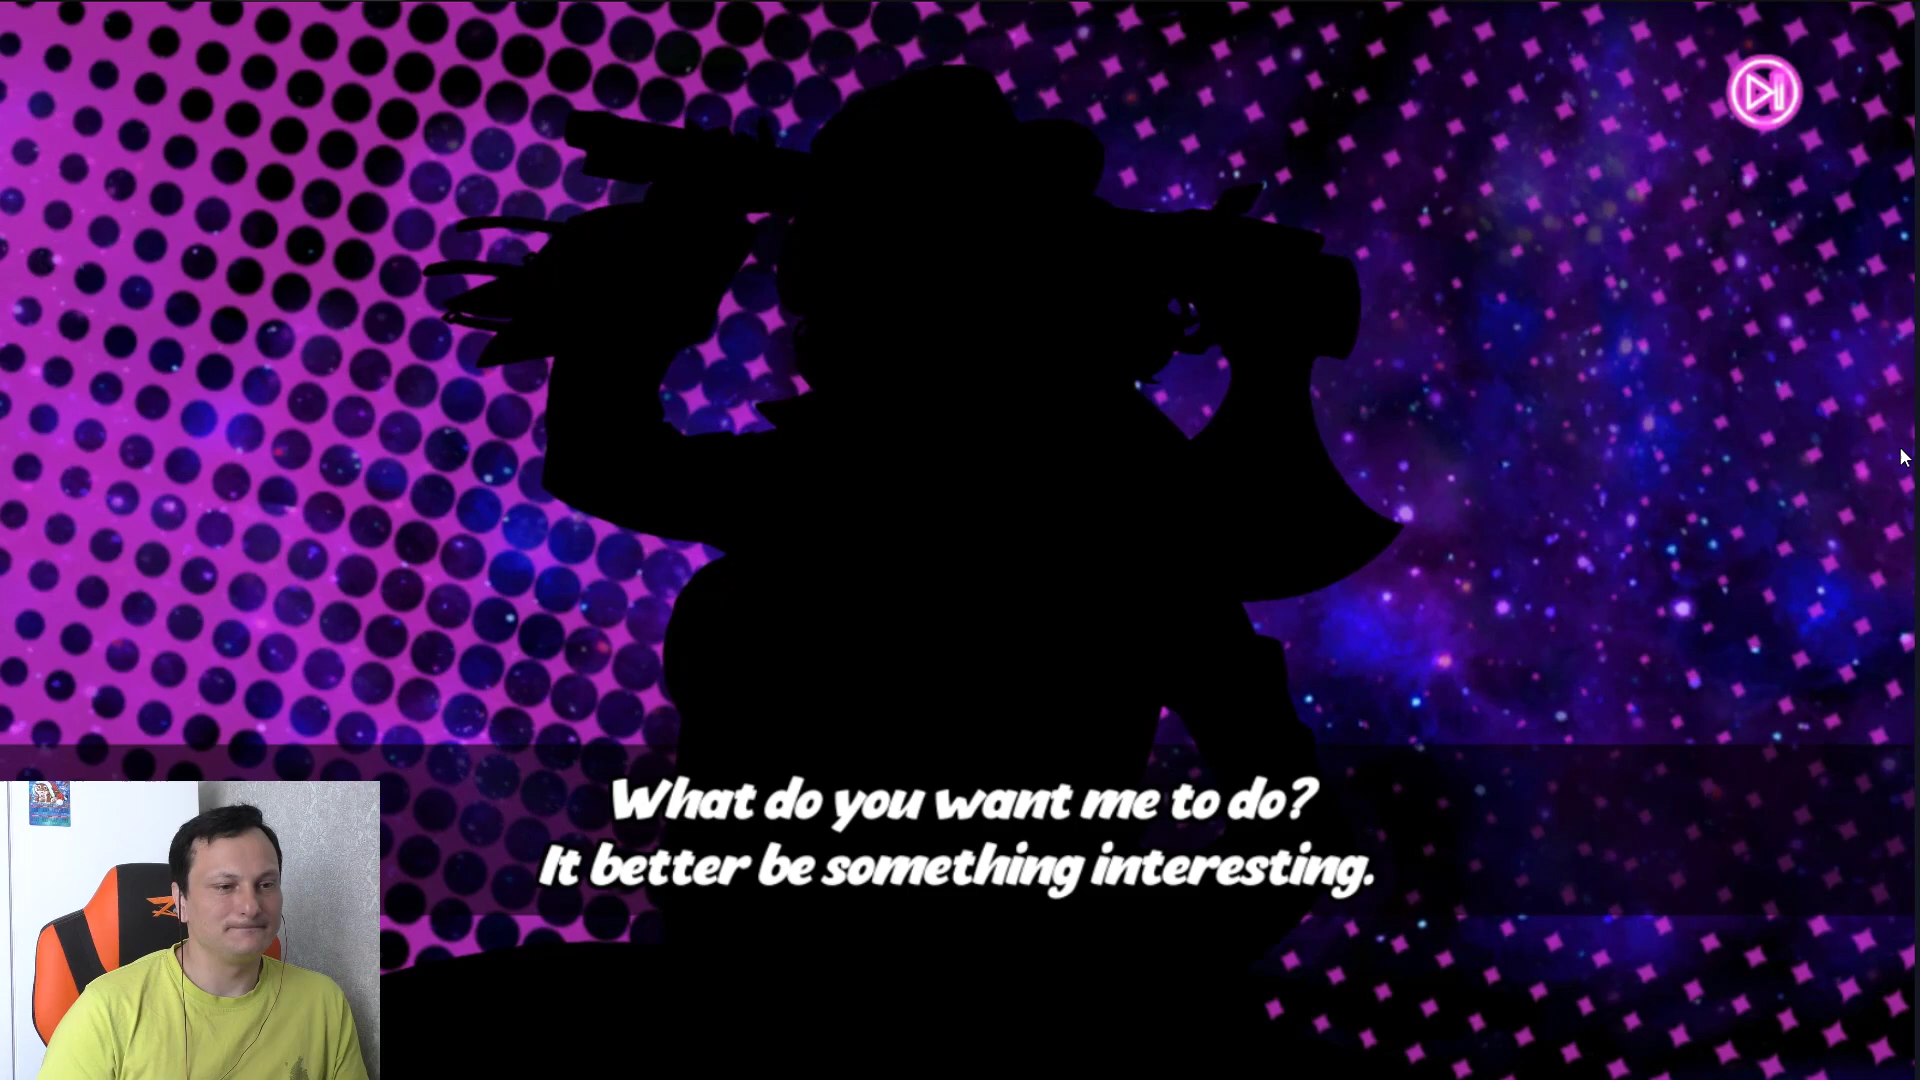 What do you want me to do?
It better be something interesting.